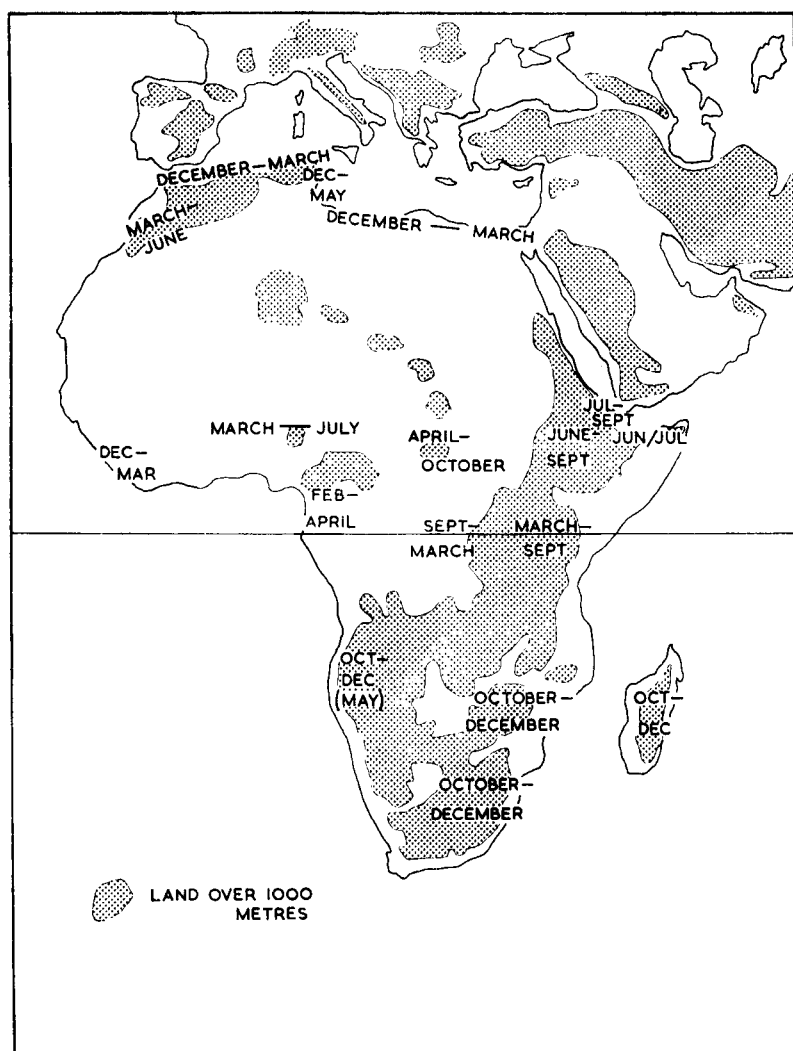 DECEMBER—MARCH
DEC—
MAY
DECEMBER — MARCH
MARCH—
JUNE
JUL—
SEPT
JUN/JUL
JUNE—
SEPT
MARCH — JULY
APRIL—
OCTOBER
DEC—
MAR
FEB—
APRIL
SEPT—
MARCH
MARCH—
SEPT
OCT—
DEC
(MAY)
OCTOBER—
DECEMBER
OCT—
DEC
OCTOBER—
DECEMBER
LAND OVER 1000
METRES